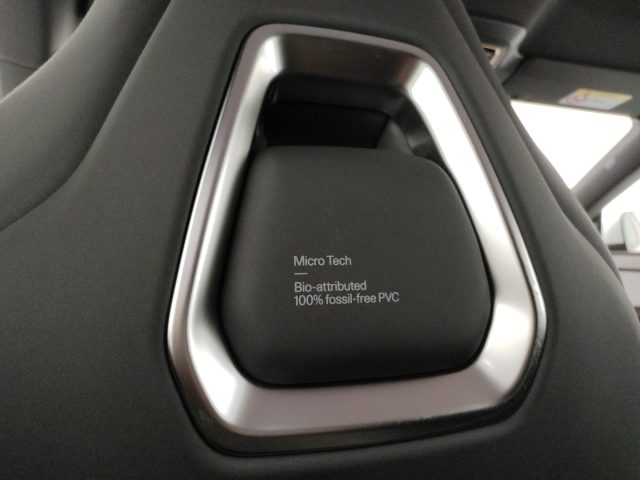 Micro Tech
Bio-attributed
100% fossil-free PVC